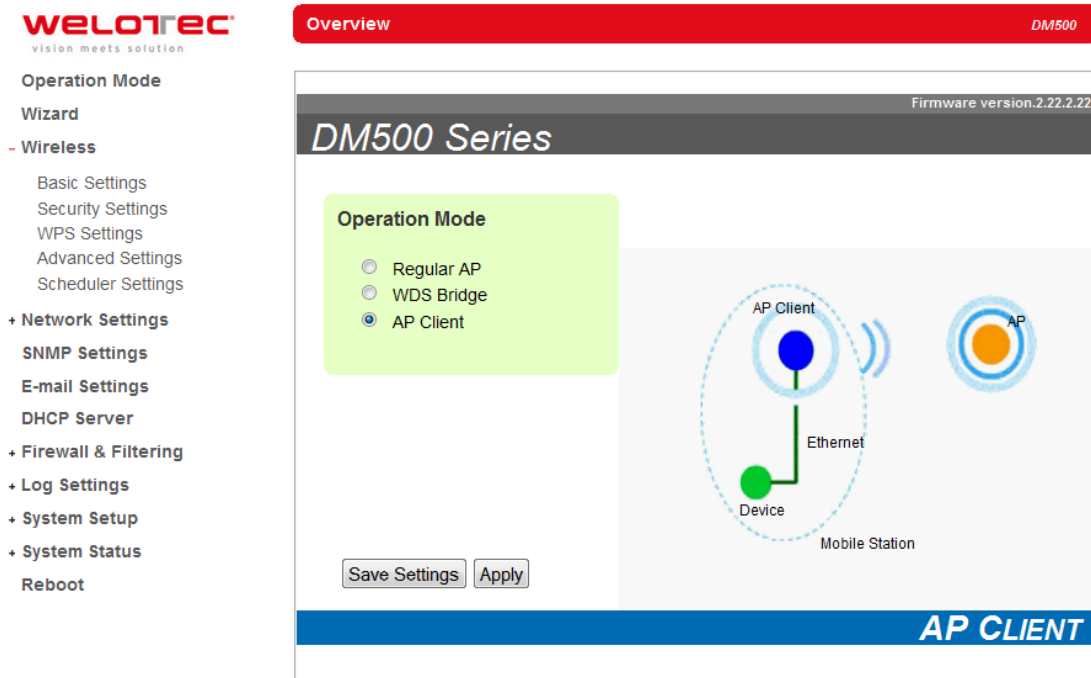 WELOTEC
vision meets solution
Overview
DM500
Operation Mode
Wizard
- Wireless
Basic Settings
Security Settings
WPS Settings
Advanced Settings
Scheduler Settings
+ Network Settings
SNMP Settings
E-mail Settings
DHCP Server
+ Firewall & Filtering
+ Log Settings
+ System Setup
+ System Status
Reboot
Firmware version.2.22.2.22
DM500 Series
Operation Mode
Regular AP
WDS Bridge
AP Client
AP Client
AP
Ethernet
Device
Mobile Station
Save Settings
Apply
AP CLIENT